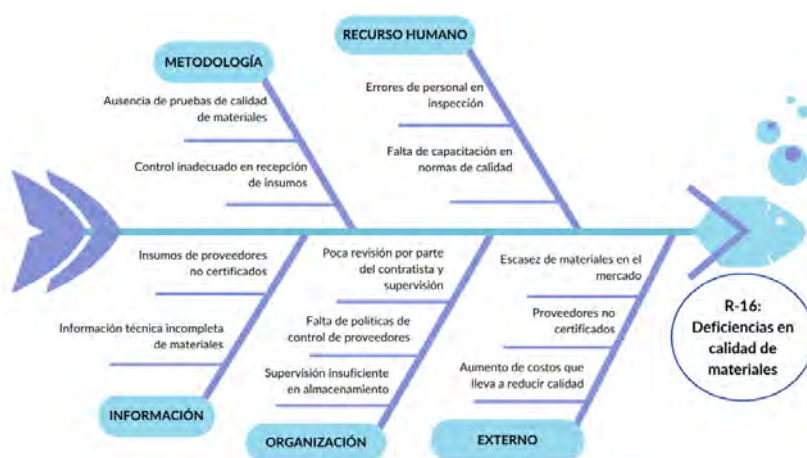 RECURSO HUMANO
METODOLOGÍA
Errores de personal en
inspección
Ausencia de pruebas de calidad
de materiales
Falta de capacitación en
normas de calidad
Control inadecuado en recepción
de insumos
Insumos de proveedores
no certificados
Información técnica incompleta
de materiales
INFORMACIÓN
Poca revisión por parte
del contratista y
supervisión
Falta de políticas de
control de proveedores
Supervisión insuficiente
en almacenamiento
ORGANIZACIÓN
Escasez de materiales en el
mercado
Proveedores no
certificados
Aumento de costos que
lleva a reducir calidad
EXTERNO
R-16:
Deficiencias en
calidad de
materiales